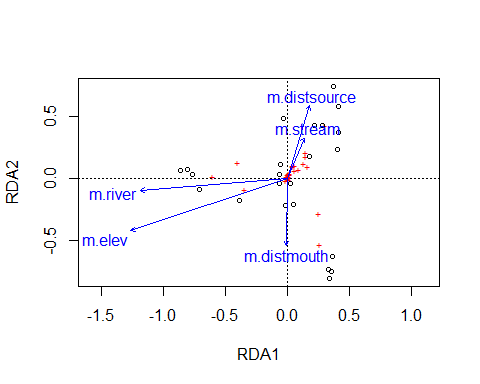 m.distsource
m.stream
m.river
m.elev
m.distmouth
RDA2
0.5
0.0
-0.5
-1.5
-1.0
-0.5
0.0
0.5
1.0
RDA1